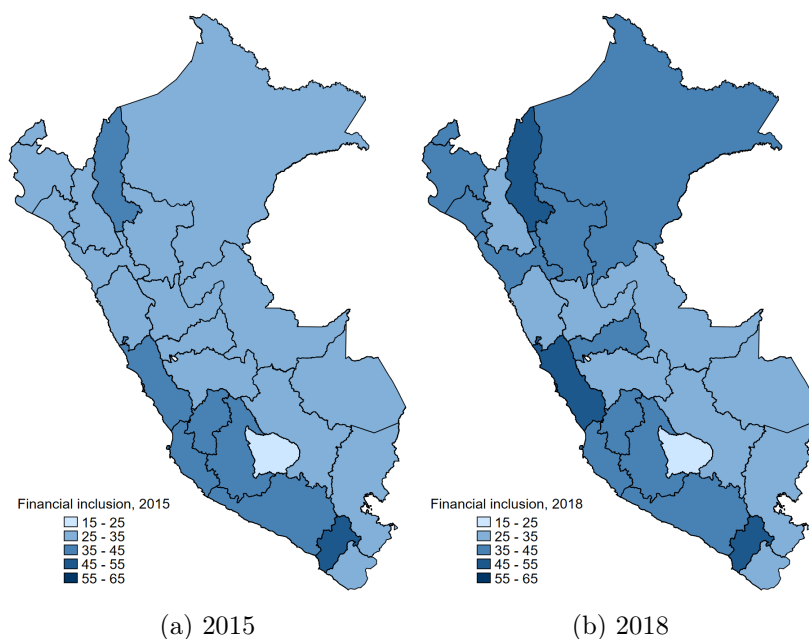 Financial inclusion, 2015
15 - 25
25 - 35
35 - 45
45 - 55
55 - 65
(a) 2015
Financial inclusion, 2018
15 - 25
25 - 35
35 - 45
45 - 55
55 - 65
(b) 2018